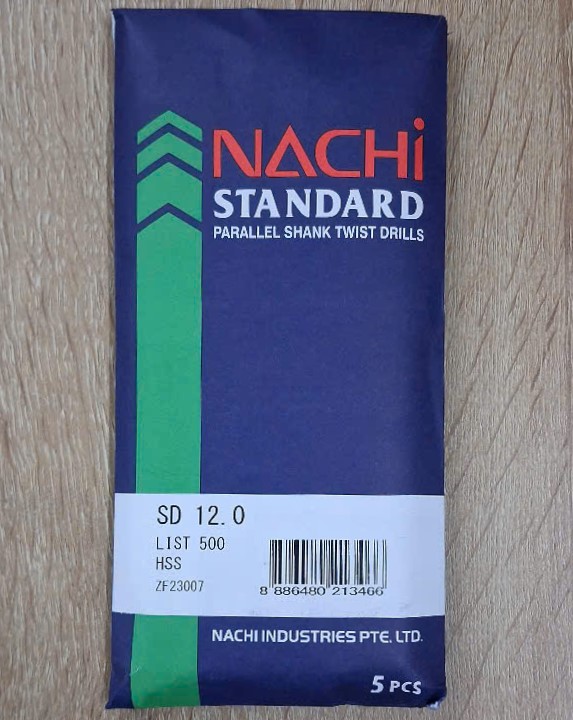 NACHi
STANDARD
PARALLEL SHANK TWIST DRILLS
SD 12.0
LIST 500
HSS
ZF23007
8 886480 213466
NACHI INDUSTRIES PTE. LTD.
5 PCS